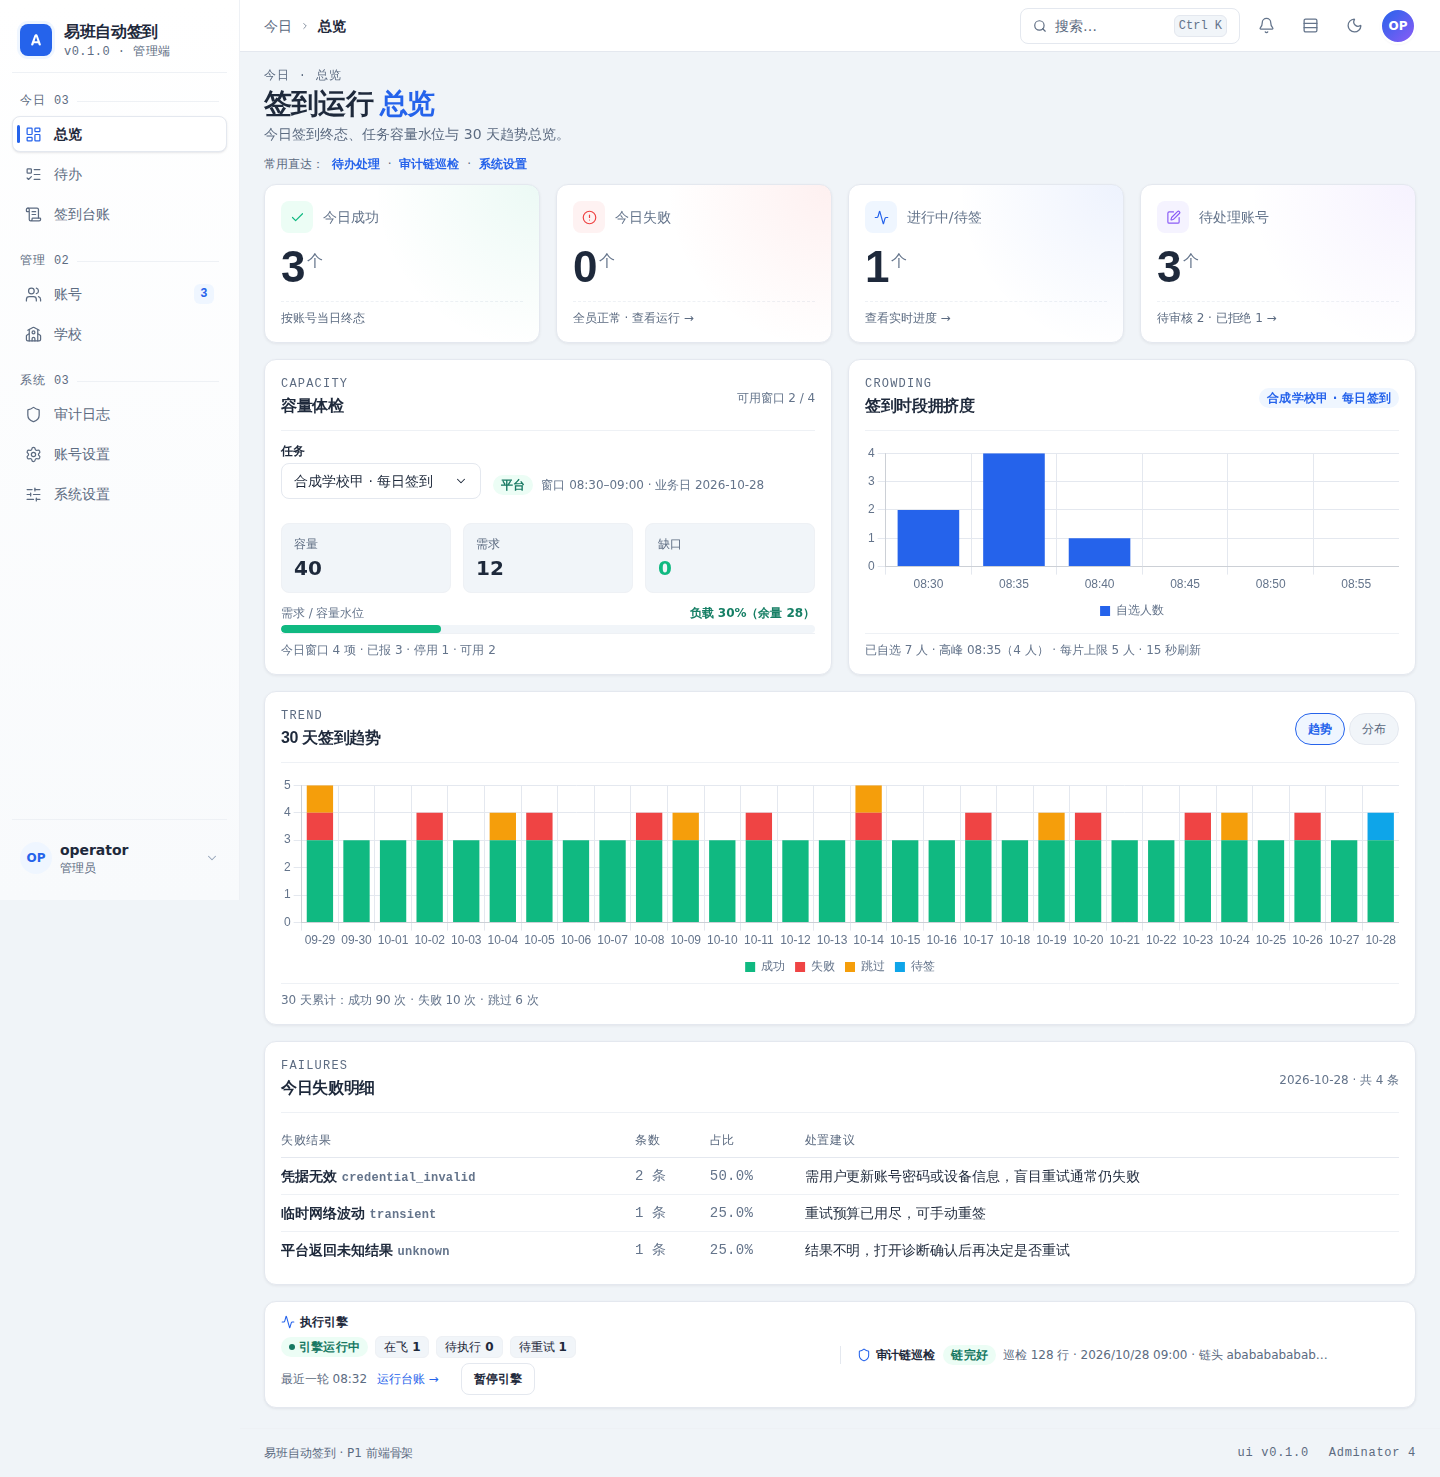 A
易班自动签到
v0.1.0 · 管理端
今日 03
总览
待办
签到台账
管理 02
账号 3
学校
系统 03
审计日志
账号设置
系统设置
OP
operator
管理员
今日 › 总览
搜索... Ctrl K
OP
今日 · 总览
签到运行 总览
今日签到终态、任务容量水位与 30 天趋势总览。
常用直达： 待办处理 · 审计链巡检 · 系统设置
今日成功
3个
按账号当日终态
今日失败
0个
全员正常 · 查看运行 →
进行中/待签
1个
查看实时进度 →
待处理账号
3个
待审核 2 · 已拒绝 1 →
CAPACITY
容量体检
可用窗口 2 / 4
任务
合成学校甲 · 每日签到
平台 窗口 08:30–09:00 · 业务日 2026-10-28
容量
40
需求
12
缺口
0
需求 / 容量水位 负载 30%（余量 28）
今日窗口 4 项 · 已报 3 · 停用 1 · 可用 2
CROWDING
签到时段拥挤度
合成学校甲 · 每日签到
4
3
2
1
0
08:30 08:35 08:40 08:45 08:50 08:55
自选人数
已自选 7 人 · 高峰 08:35（4 人） · 每片上限 5 人 · 15 秒刷新
TREND
30 天签到趋势
趋势 分布
5
4
3
2
1
0
09-29 09-30 10-01 10-02 10-03 10-04 10-05 10-06 10-07 10-08 10-09 10-10 10-11 10-12 10-13 10-14 10-15 10-16 10-17 10-18 10-19 10-20 10-21 10-22 10-23 10-24 10-25 10-26 10-27 10-28
成功 失败 跳过 待签
30 天累计：成功 90 次 · 失败 10 次 · 跳过 6 次
FAILURES
今日失败明细
2026-10-28 · 共 4 条
失败结果 条数 占比 处置建议
凭据无效 credential_invalid 2 条 50.0% 需用户更新账号密码或设备信息，盲目重试通常仍失败
临时网络波动 transient 1 条 25.0% 重试预算已用尽，可手动重签
平台返回未知结果 unknown 1 条 25.0% 结果不明，打开诊断确认后再决定是否重试
执行引擎
引擎运行中 在飞 1 待执行 0 待重试 1
最近一轮 08:32 运行台账 → 暂停引擎
审计链巡检 链完好 巡检 128 行 · 2026/10/28 09:00 · 链头 abababababab…
易班自动签到 · P1 前端骨架
ui v0.1.0 Adminator 4